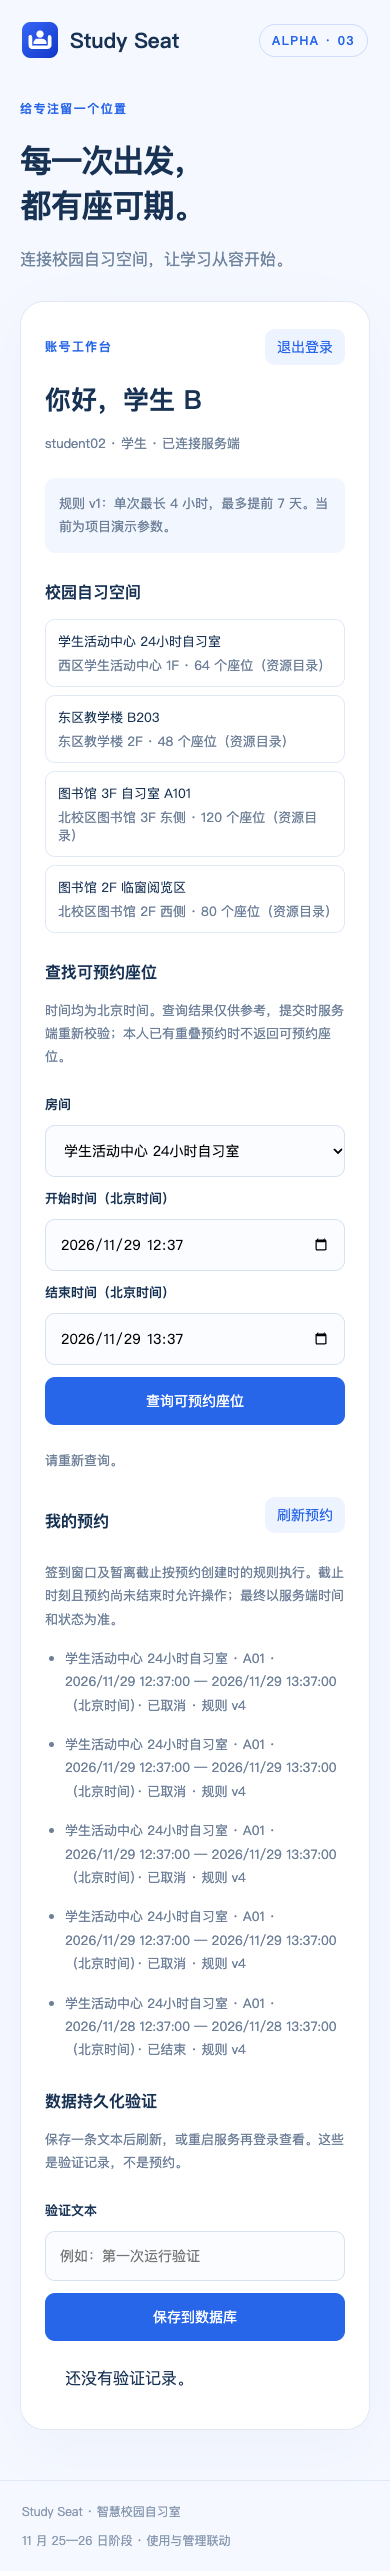 Study Seat
ALPHA · 03
给专注留一个位置
每一次出发，
都有座可期。
连接校园自习空间，让学习从容开始。
账号工作台
退出登录
你好，学生 B
student02 · 学生 · 已连接服务端
规则 v1：单次最长 4 小时，最多提前 7 天。当
前为项目演示参数。
校园自习空间
学生活动中心 24小时自习室
西区学生活动中心 1F · 64 个座位（资源目录）
东区教学楼 B203
东区教学楼 2F · 48 个座位（资源目录）
图书馆 3F 自习室 A101
北校区图书馆 3F 东侧 · 120 个座位（资源目
录）
图书馆 2F 临窗阅览区
北校区图书馆 2F 西侧 · 80 个座位（资源目录）
查找可预约座位
时间均为北京时间。查询结果仅供参考，提交时服务
端重新校验；本人已有重叠预约时不返回可预约座
位。
房间
学生活动中心 24小时自习室
开始时间（北京时间）
2026/11/29 12:37
结束时间（北京时间）
2026/11/29 13:37
查询可预约座位
请重新查询。
我的预约
刷新预约
签到窗口及暂离截止按预约创建时的规则执行。截止
时刻且预约尚未结束时允许操作；最终以服务端时间
和状态为准。
学生活动中心 24小时自习室 · A01 ·
2026/11/29 12:37:00 — 2026/11/29 13:37:00
（北京时间）· 已取消 · 规则 v4
学生活动中心 24小时自习室 · A01 ·
2026/11/29 12:37:00 — 2026/11/29 13:37:00
（北京时间）· 已取消 · 规则 v4
学生活动中心 24小时自习室 · A01 ·
2026/11/29 12:37:00 — 2026/11/29 13:37:00
（北京时间）· 已取消 · 规则 v4
学生活动中心 24小时自习室 · A01 ·
2026/11/29 12:37:00 — 2026/11/29 13:37:00
（北京时间）· 已取消 · 规则 v4
学生活动中心 24小时自习室 · A01 ·
2026/11/28 12:37:00 — 2026/11/28 13:37:00
（北京时间）· 已结束 · 规则 v4
数据持久化验证
保存一条文本后刷新，或重启服务再登录查看。这些
是验证记录，不是预约。
验证文本
例如：第一次运行验证
保存到数据库
还没有验证记录。
Study Seat · 智慧校园自习室
11 月 25—26 日阶段 · 使用与管理联动